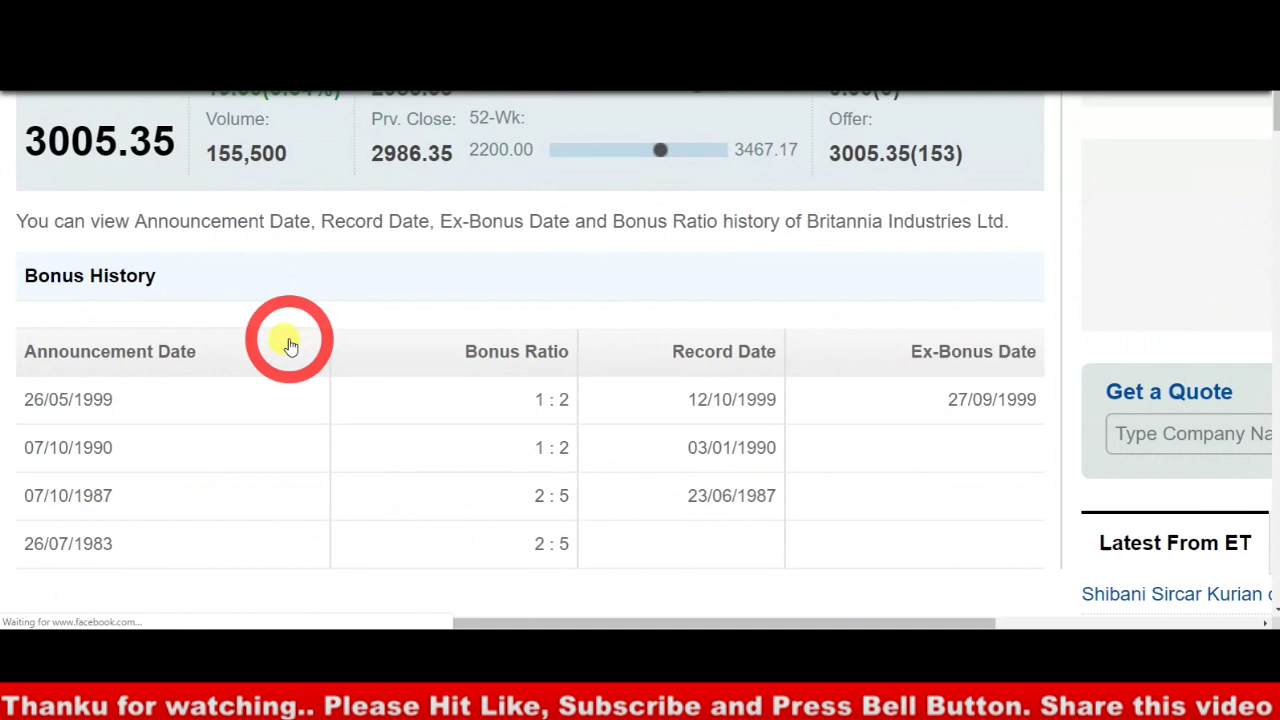 Volume:
Prv. Close:
52-Wk:
Offer:
3005.35
155,500
2986.35
2200.00
3467.17
3005.35(153)
You can view Announcement Date, Record Date, Ex-Bonus Date and Bonus Ratio history of Britannia Industries Ltd.
Bonus History
Announcement Date Bonus Ratio Record Date Ex-Bonus Date
26/05/1999 1 : 2 12/10/1999 27/09/1999
07/10/1990 1 : 2 03/01/1990
07/10/1987 2 : 5 23/06/1987
26/07/1983 2 : 5
Get a Quote
Type Company Na
Latest From ET
Shibani Sircar Kurian
Waiting for www.facebook.com...
Thanku for watching.. Please Hit Like, Subscribe and Press Bell Button. Share this video